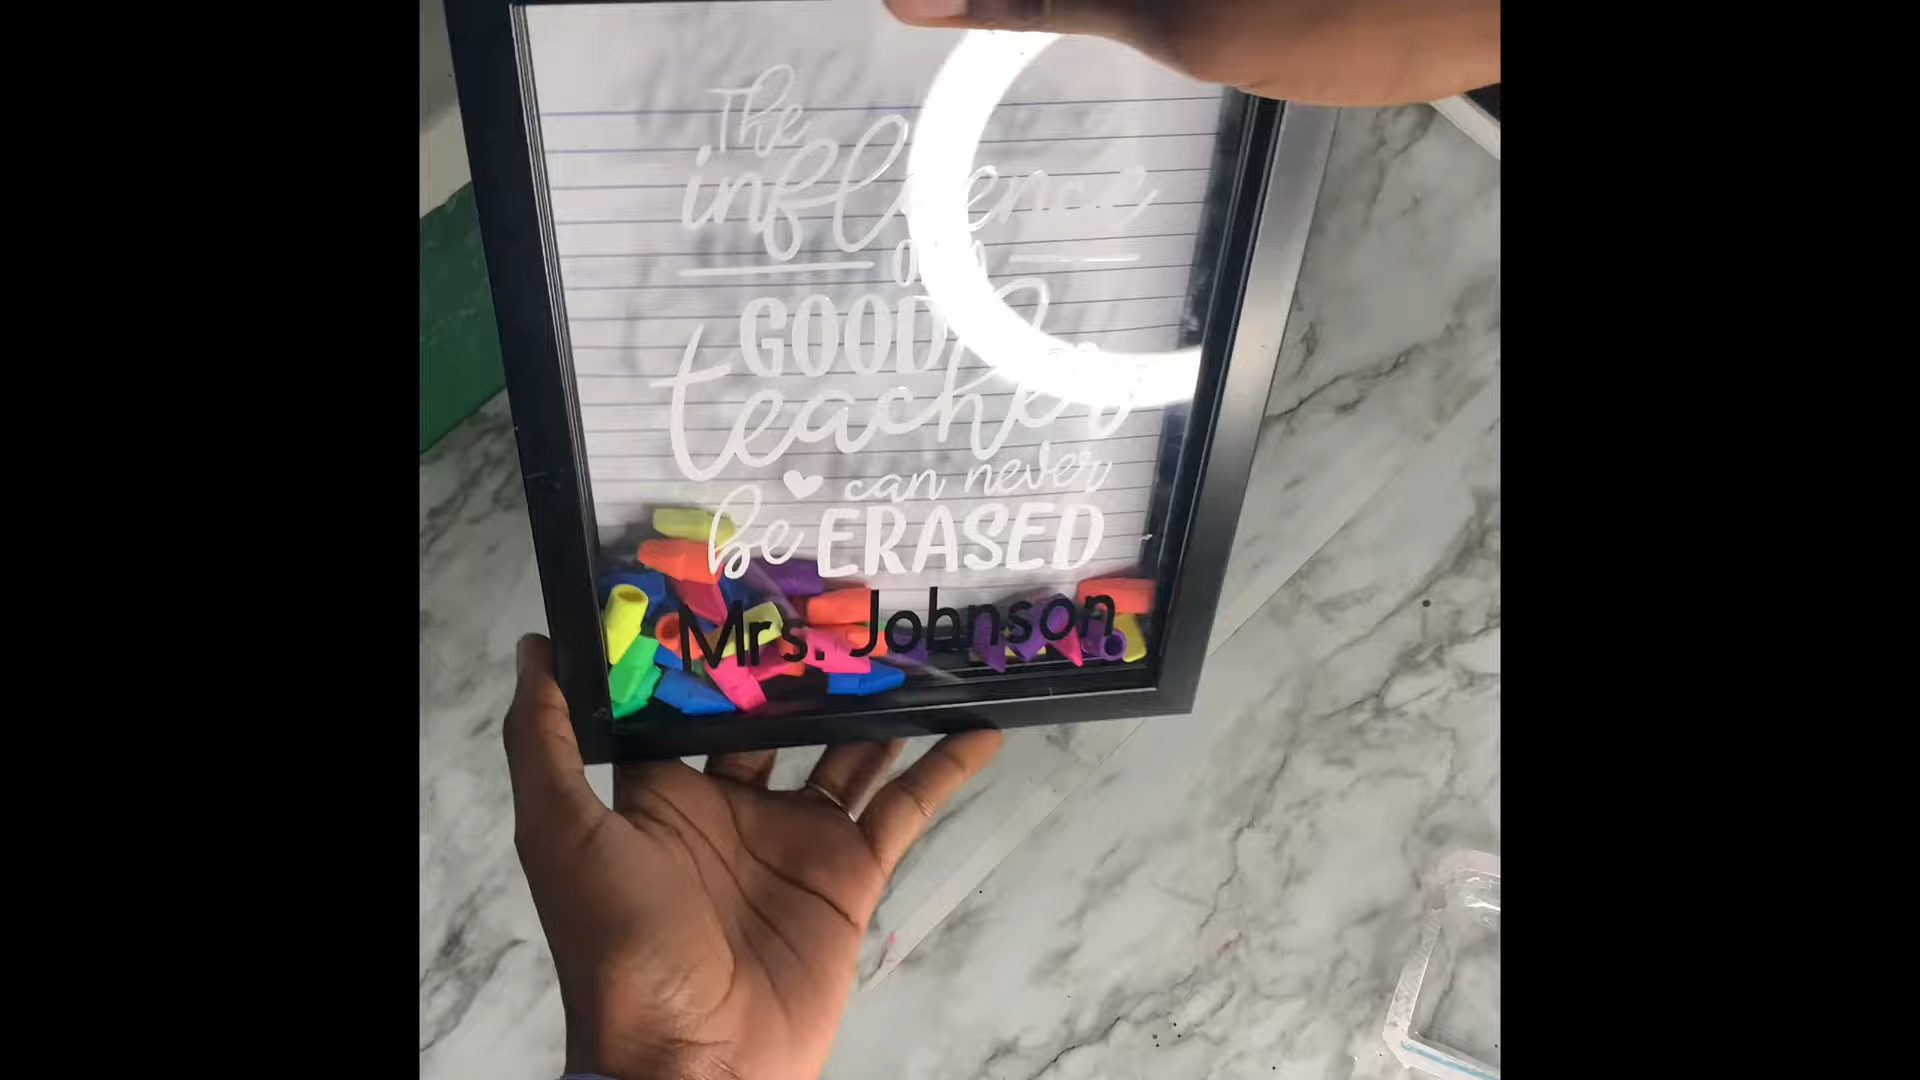 The
influence
of a
GOOD
teacher
can never
be ERASED
Mrs. Johnson